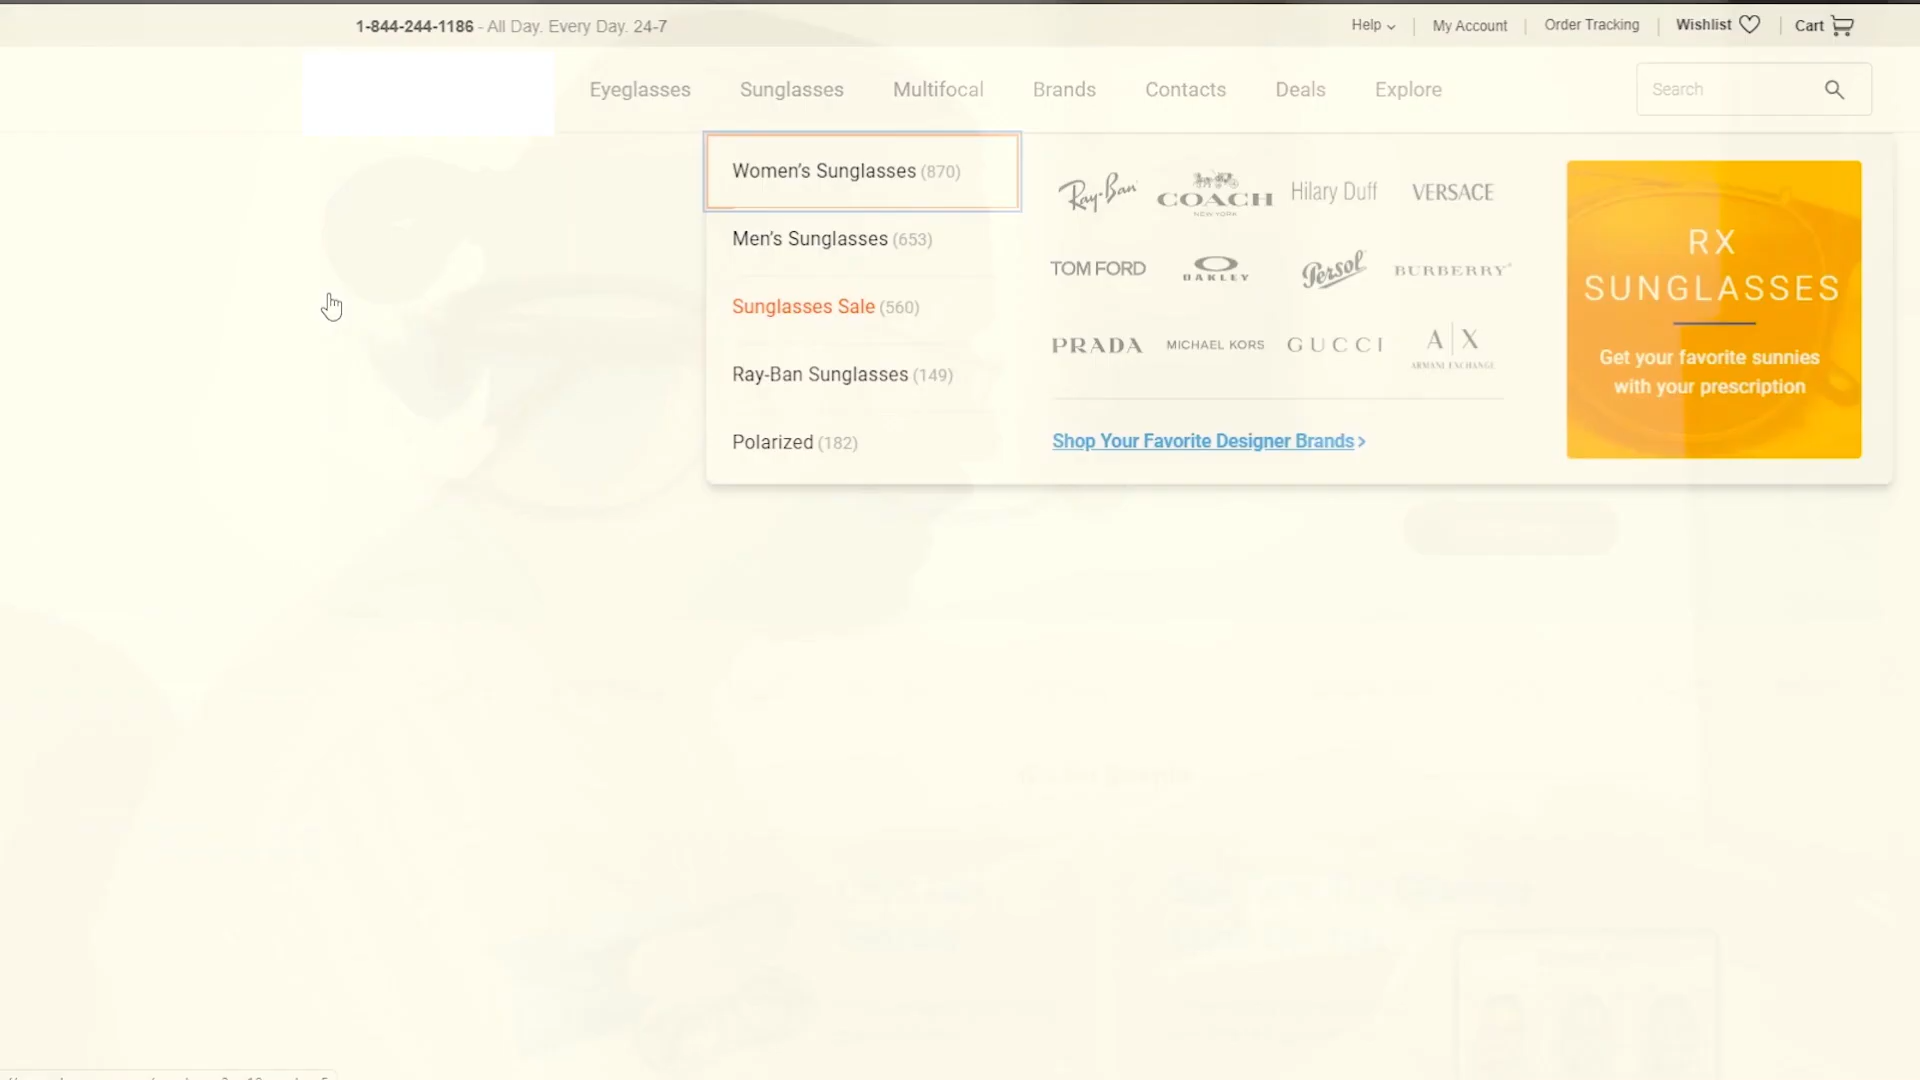 1-844-244-1186 - All Day. Every Day. 24-7
Help
My Account
Order Tracking
Wishlist
Cart
Eyeglasses
Sunglasses
Multifocal
Brands
Contacts
Deals
Explore
Search
Women’s Sunglasses (870)
Men’s Sunglasses (653)
Sunglasses Sale (560)
Ray-Ban Sunglasses (149)
Polarized (182)
Ray-Ban
COACH
NEW YORK
Hilary Duff
VERSACE
TOM FORD
OAKLEY
Persol
BURBERRY
PRADA
MICHAEL KORS
GUCCI
A|X
ARMANI EXCHANGE
Shop Your Favorite Designer Brands >
RX
SUNGLASSES
Get your favorite sunnies
with your prescription